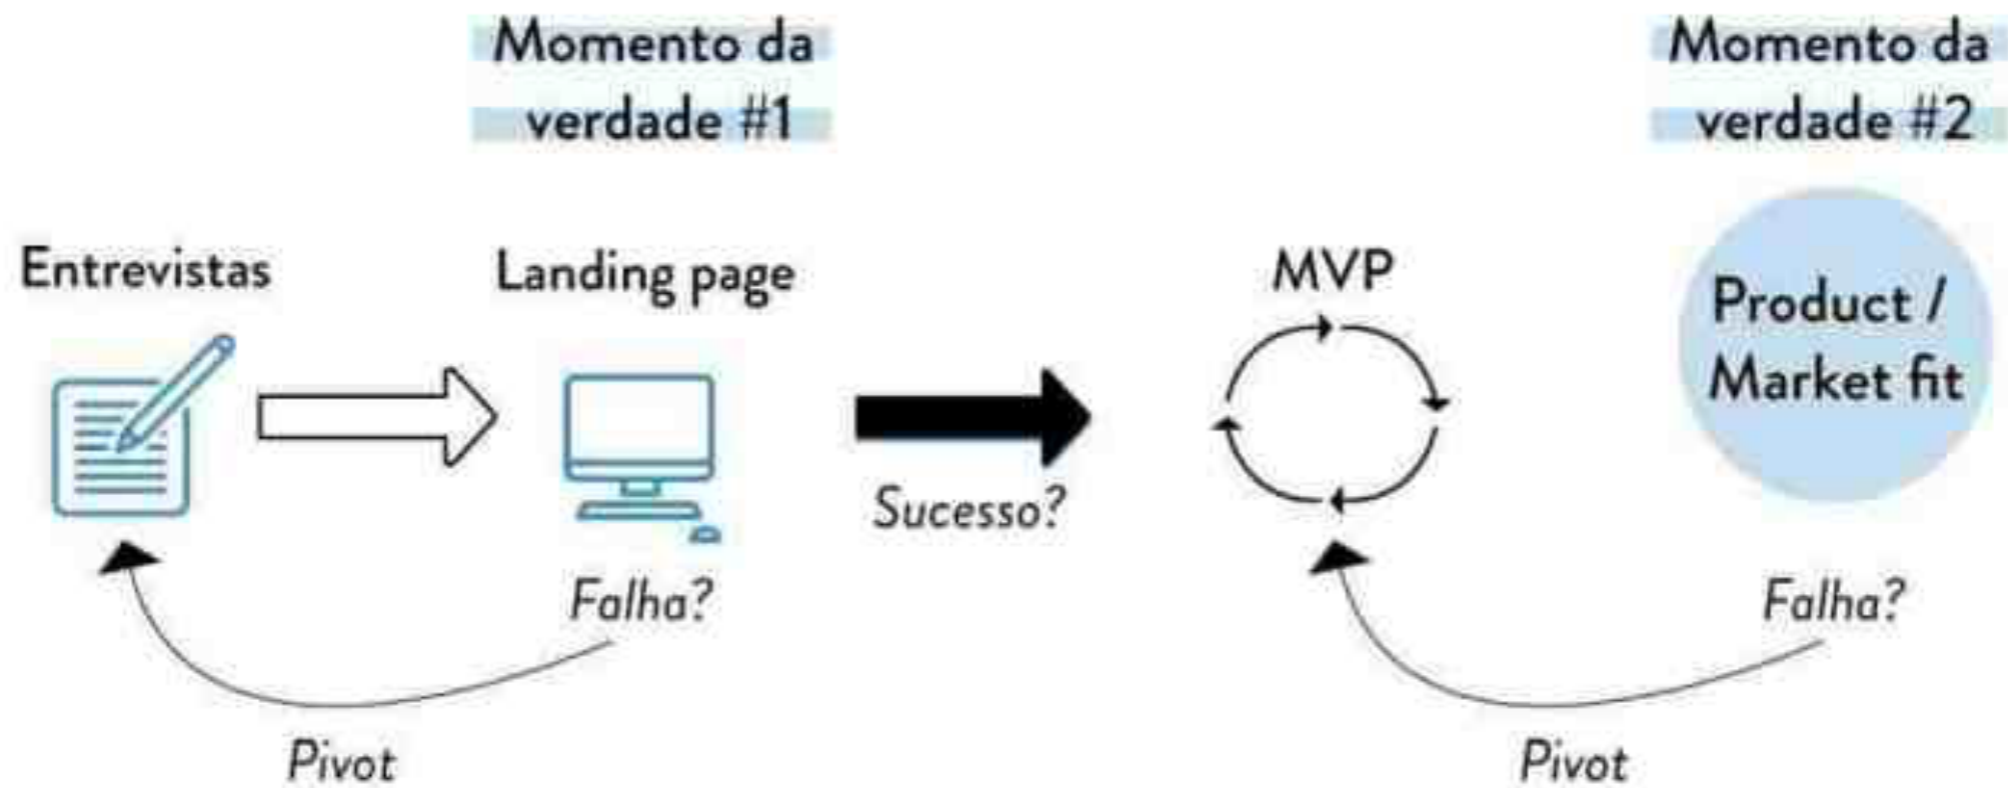 Momento da
verdade #1
Momento da
verdade #2
Entrevistas
Landing page
MVP
Product /
Market fit
Sucesso?
Falha?
Falha?
Pivot
Pivot